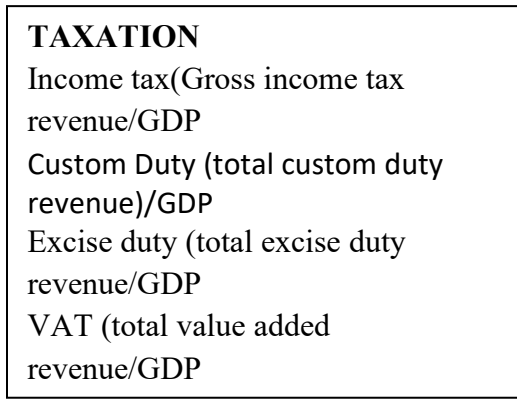 TAXATION
Income tax(Gross income tax
revenue/GDP
Custom Duty (total custom duty
revenue)/GDP
Excise duty (total excise duty
revenue/GDP
VAT (total value added
revenue/GDP